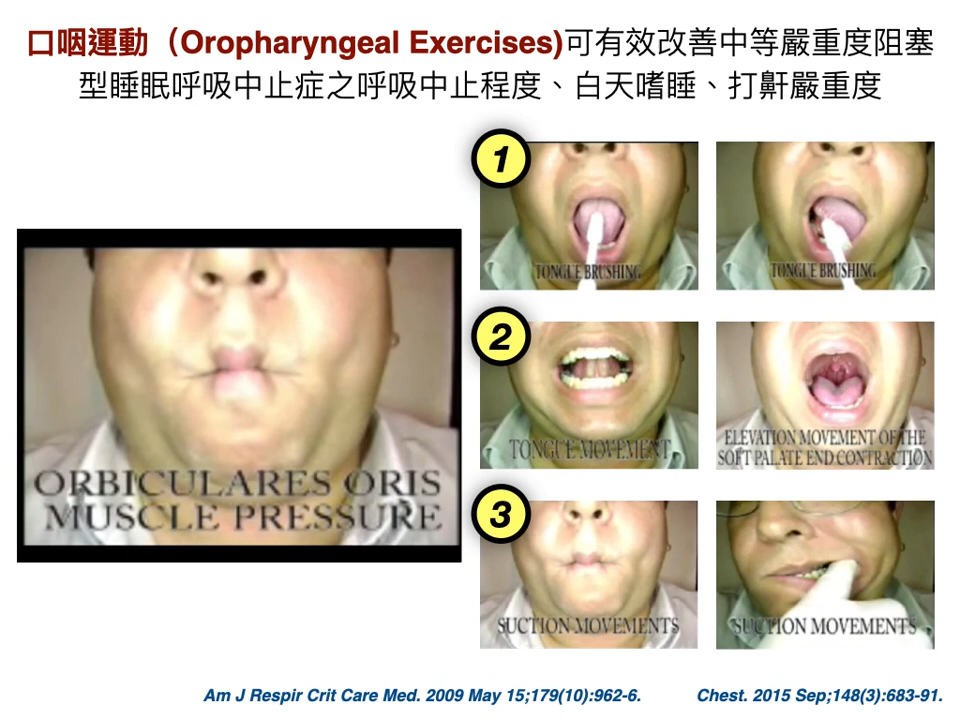 口咽運動（Oropharyngeal Exercises)可有效改善中等嚴重度阻塞
型睡眠呼吸中止症之呼吸中止程度、白天嗜睡、打鼾嚴重度
1
TONGUE BRUSHING
TONGUE BRUSHING
2
TONGUE MOVEMENT
ELEVATION MOVEMENT OF THE
SOFT PALATE END CONTRACTION
ORBICULARES ORIS
MUSCLE PRESSURE
3
SUCTION MOVEMENTS
SUCTION MOVEMENTS
Am J Respir Crit Care Med. 2009 May 15;179(10):962-6.
Chest. 2015 Sep;148(3):683-91.